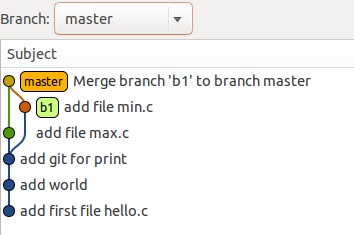 Branch: master
Subject
master Merge branch 'b1' to branch master
b1 add file min.c
add file max.c
add git for print
add world
add first file hello.c